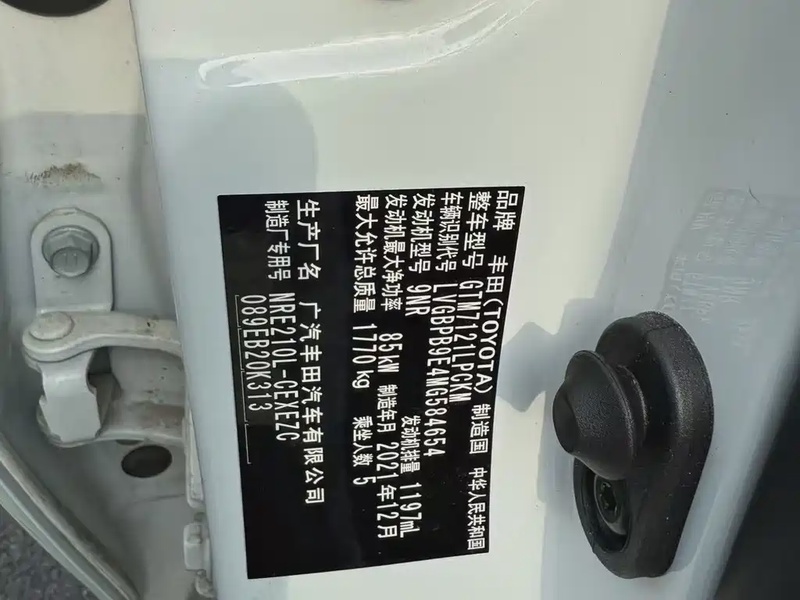 品牌 丰田(TOYOTA) 制造国 中华人民共和国
整车型号 GTM7121LPGKM
车辆识别代号 LVGBPB9E4MG584654
发动机型号 9NR 发动机排量 1197mL
发动机最大净功率 85kW 制造年月 2021年12月
最大允许总质量 1770kg 乘坐人数 5
生产厂名 广汽丰田汽车有限公司
制造厂专用号 NRE210L-CEXEZC
089EB20K313